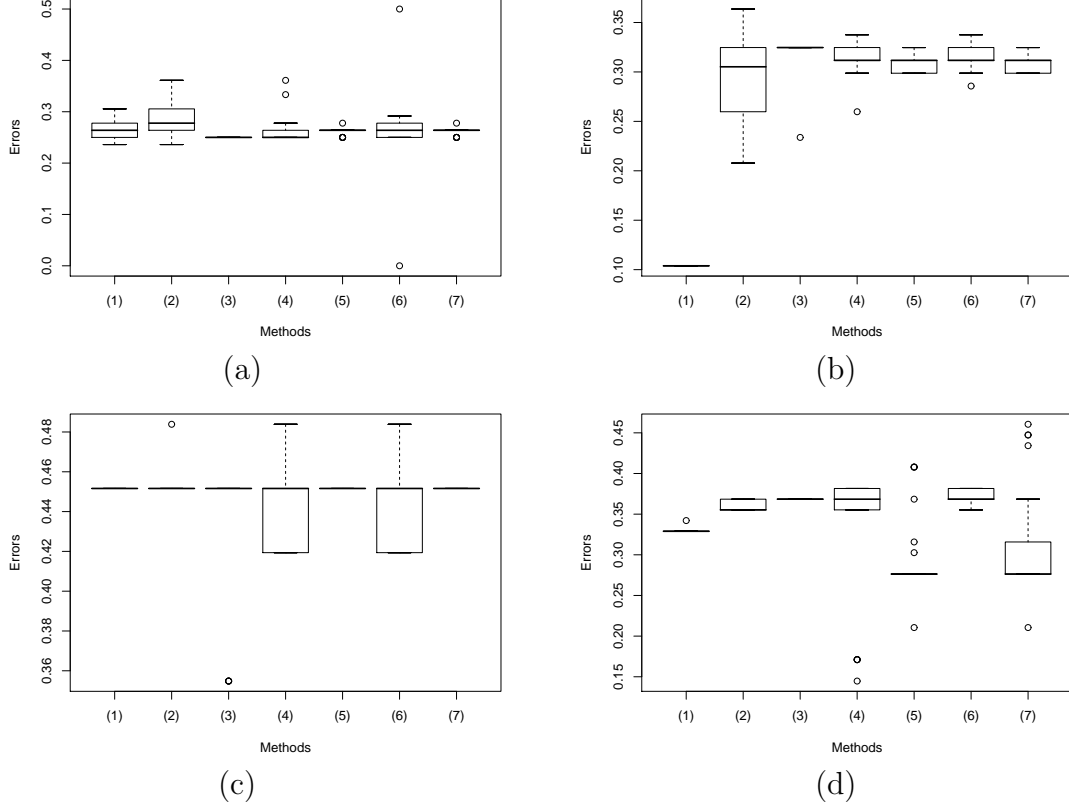 Errors
0.0 0.1 0.2 0.3 0.4 0.5
(1) (2) (3) (4) (5) (6) (7)
Methods
(a)
Errors
0.10 0.15 0.20 0.25 0.30 0.35
(1) (2) (3) (4) (5) (6) (7)
Methods
(b)
Errors
0.36 0.38 0.40 0.42 0.44 0.46 0.48
(1) (2) (3) (4) (5) (6) (7)
Methods
(c)
Errors
0.15 0.20 0.25 0.30 0.35 0.40 0.45
(1) (2) (3) (4) (5) (6) (7)
Methods
(d)